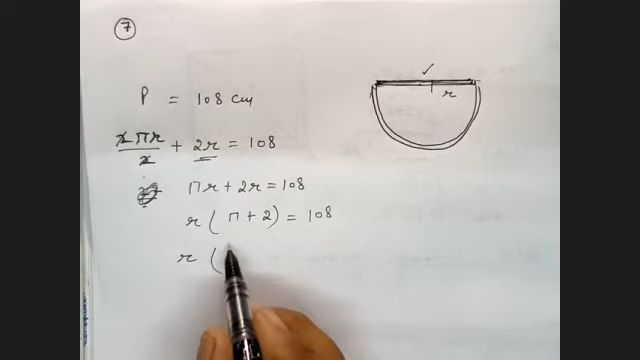 7
P = 108 cm
2πr/2 + 2r = 108
πr + 2r = 108
r ( π + 2 ) = 108
r (
r